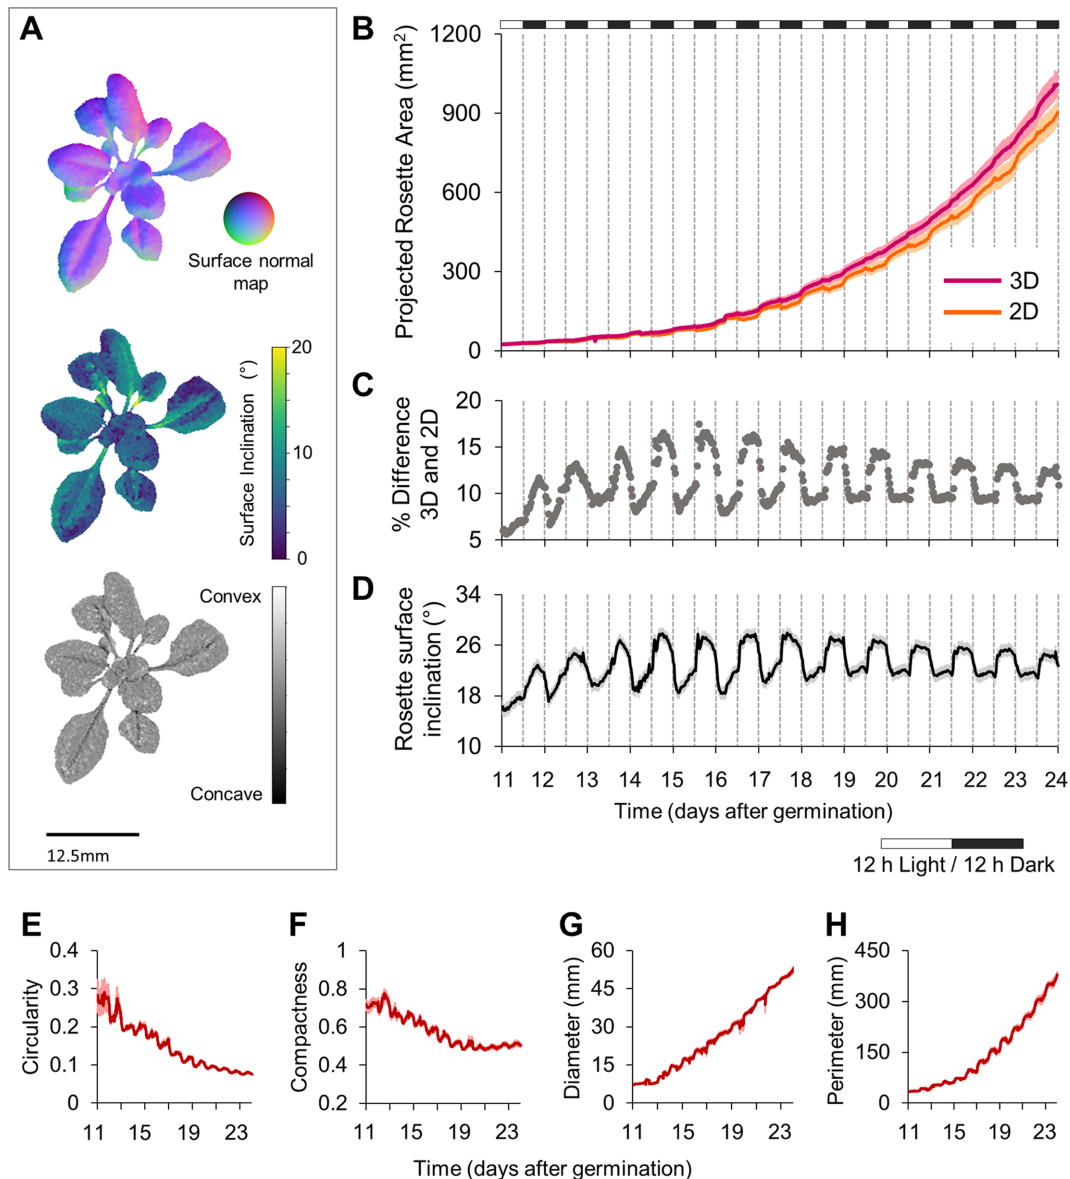 A
Surface normal
map
Surface Inclination (°)
20
10
0
Convex
Concave
12.5mm
B
Projected Rosette Area (mm²)
1200
900
600
300
0
3D
2D
C
% Difference
3D and 2D
20
15
10
5
D
Rosette surface
inclination (°)
34
26
18
10
11 12 13 14 15 16 17 18 19 20 21 22 23 24
Time (days after germination)
12 h Light / 12 h Dark
E
Circularity
0.4
0.3
0.2
0.1
0
11 15 19 23
F
Compactness
1
0.8
0.6
0.4
0.2
11 15 19 23
G
Diameter (mm)
60
45
30
15
0
11 15 19 23
H
Perimeter (mm)
450
300
150
0
11 15 19 23
Time (days after germination)